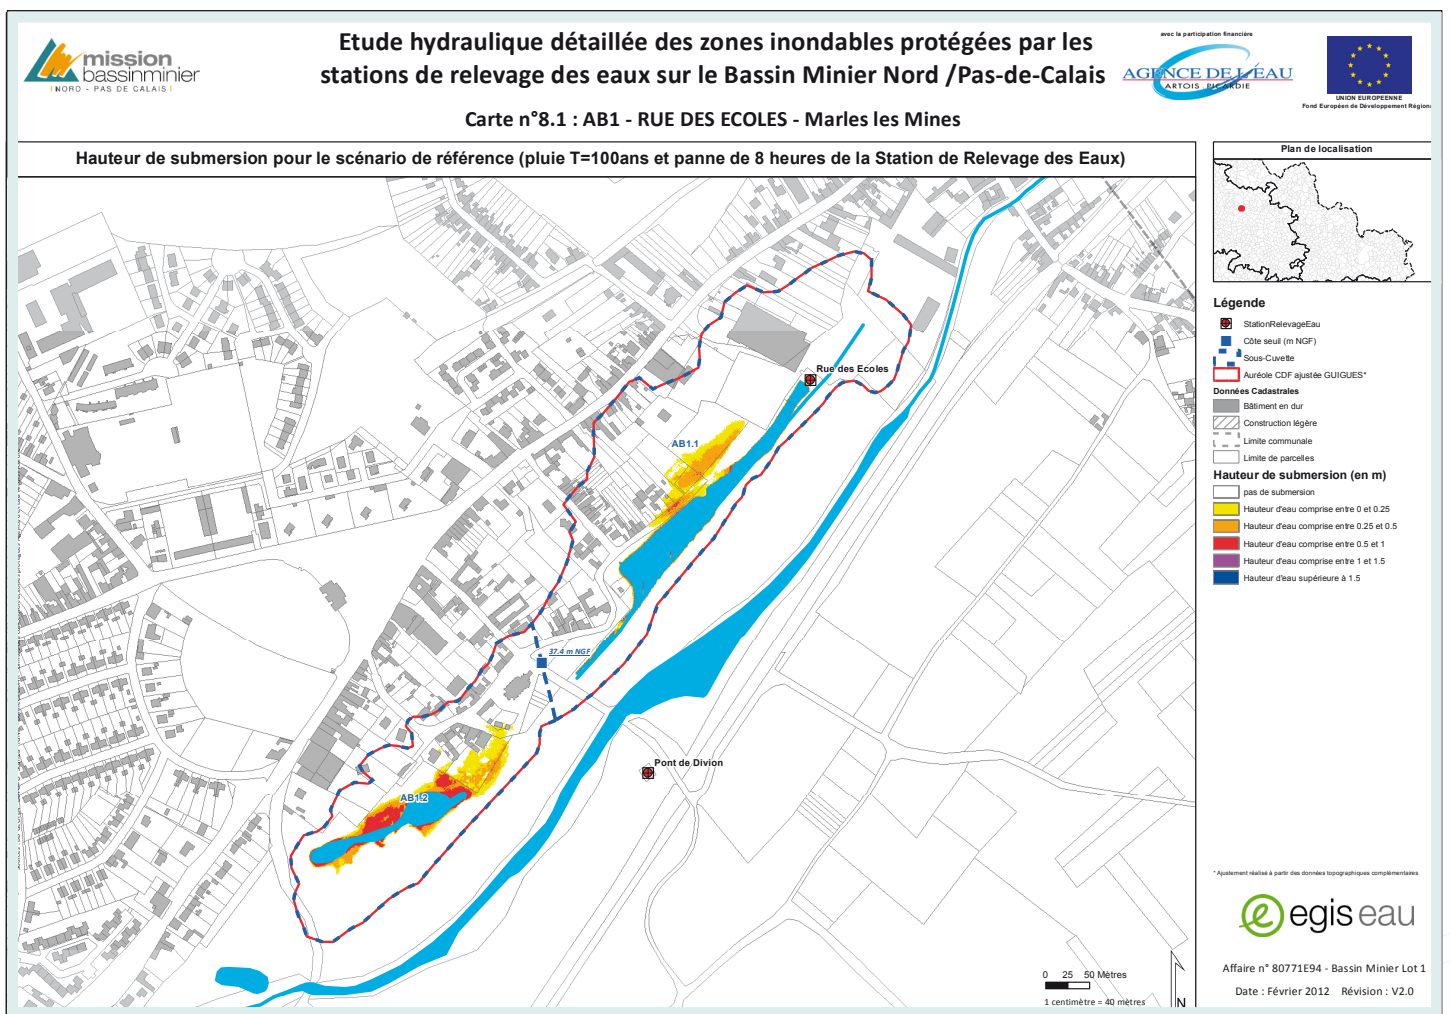 mission
bassinminier
NORD - PAS DE CALAIS
Etude hydraulique détaillée des zones inondables protégées par les
stations de relevage des eaux sur le Bassin Minier Nord /Pas-de-Calais
Carte n°8.1 : AB1 - RUE DES ECOLES - Marles les Mines
avec la participation financière
AGENCE DE L'EAU
ARTOIS PICARDIE
UNION EUROPEENNE
Fond Européen de Développement Région
Hauteur de submersion pour le scénario de référence (pluie T=100ans et panne de 8 heures de la Station de Relevage des Eaux)
Plan de localisation
Rue des Ecoles
AB1.1
37.4 m NGF
Pont de Divion
AB1.2
Légende
StationRelevageEau
Côte seuil (m NGF)
Sous-Cuvette
Auréole CDF ajustée GUIGUES*
Données Cadastrales
Bâtiment en dur
Construction légère
Limite communale
Limite de parcelles
Hauteur de submersion (en m)
pas de submersion
Hauteur d'eau comprise entre 0 et 0.25
Hauteur d'eau comprise entre 0.25 et 0.5
Hauteur d'eau comprise entre 0.5 et 1
Hauteur d'eau comprise entre 1 et 1.5
Hauteur d'eau supérieure à 1.5
* Ajustement réalisé à partir des données topographiques complémentaires
egis eau
Affaire n° 80771E94 - Bassin Minier Lot 1
Date : Février 2012 Révision : V2.0
0 25 50 Mètres
1 centimètre = 40 mètres
N